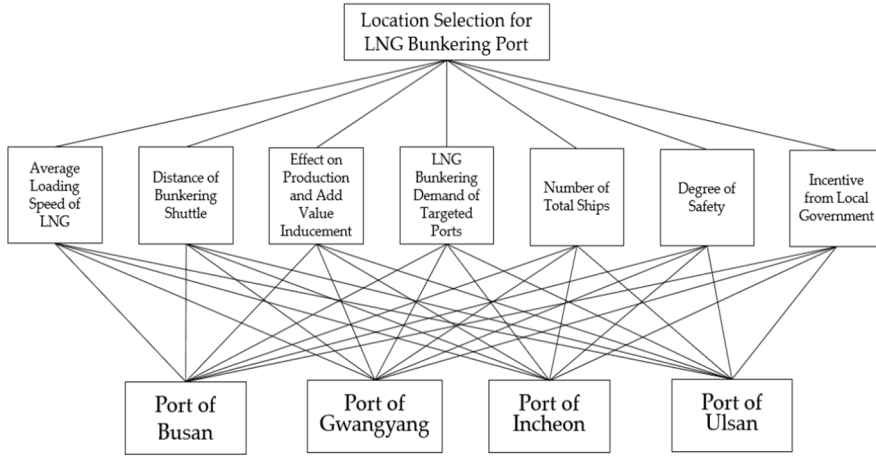 Location Selection for
LNG Bunkering Port
Average
Loading
Speed of
LNG
Distance of
Bunkering
Shuttle
Effect on
Production
and Add
Value
Inducement
LNG
Bunkering
Demand of
Targeted
Ports
Number of
Total Ships
Degree of
Safety
Incentive
from Local
Government
Port of
Busan
Port of
Gwangyang
Port of
Incheon
Port of
Ulsan